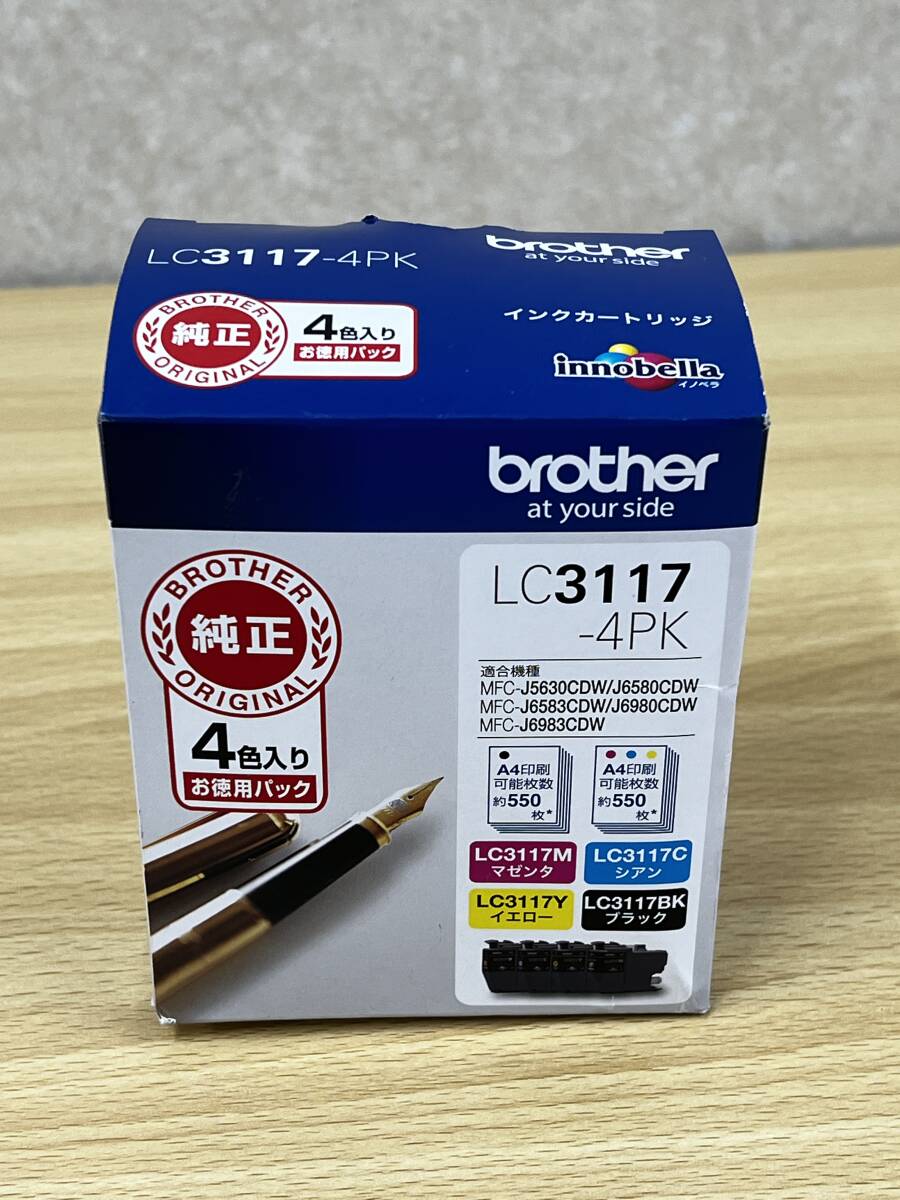 LC3117-4PK
brother
at your side
BROTHER
純正
ORIGINAL
4色入り
お徳用パック
インクカートリッジ
innobella
イノベラ
brother
at your side
BROTHER
純正
ORIGINAL
4色入り
お徳用パック
LC3117
-4PK
適合機種
MFC-J5630CDW/J6580CDW
MFC-J6583CDW/J6980CDW
MFC-J6983CDW
A4印刷
可能枚数
約550
枚*
A4印刷
可能枚数
約550
枚*
LC3117M
マゼンタ
LC3117C
シアン
LC3117Y
イエロー
LC3117BK
ブラック